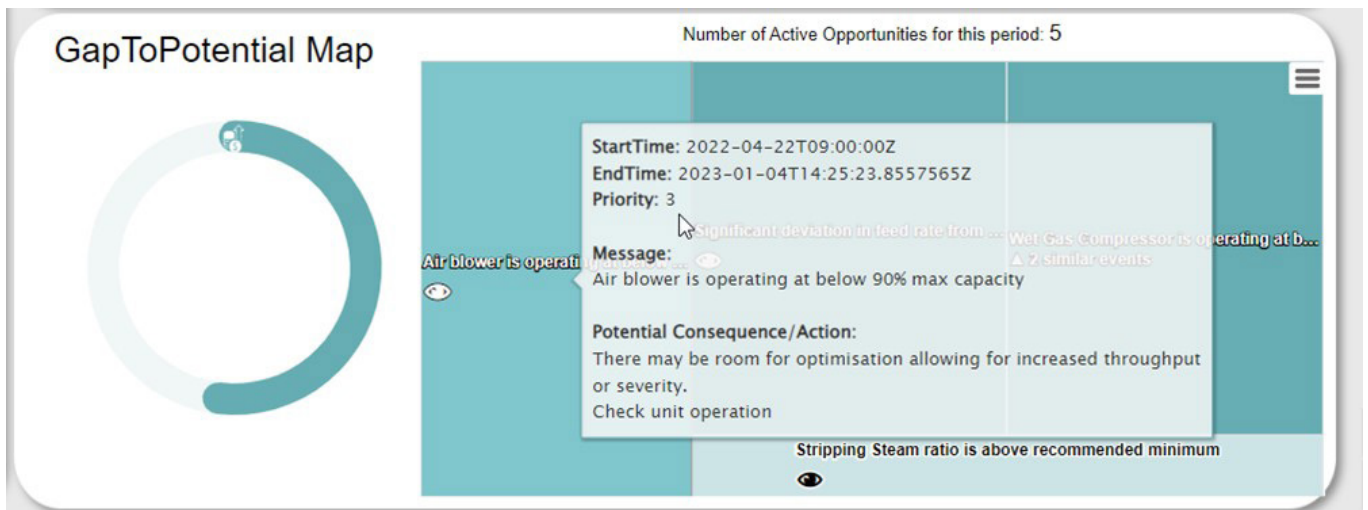 GapToPotential Map
Number of Active Opportunities for this period: 5
StartTime: 2022-04-22T09:00:00Z
EndTime: 2023-01-04T14:25:23.8557565Z
Priority: 3
Significant deviation in feed rate from ...
Wet Gas Compressor is operating at b...
▲ 2 similar events
Air blower is operating at below ...
Message:
Air blower is operating at below 90% max capacity
Potential Consequence/Action:
There may be room for optimisation allowing for increased throughput
or severity.
Check unit operation
Stripping Steam ratio is above recommended minimum